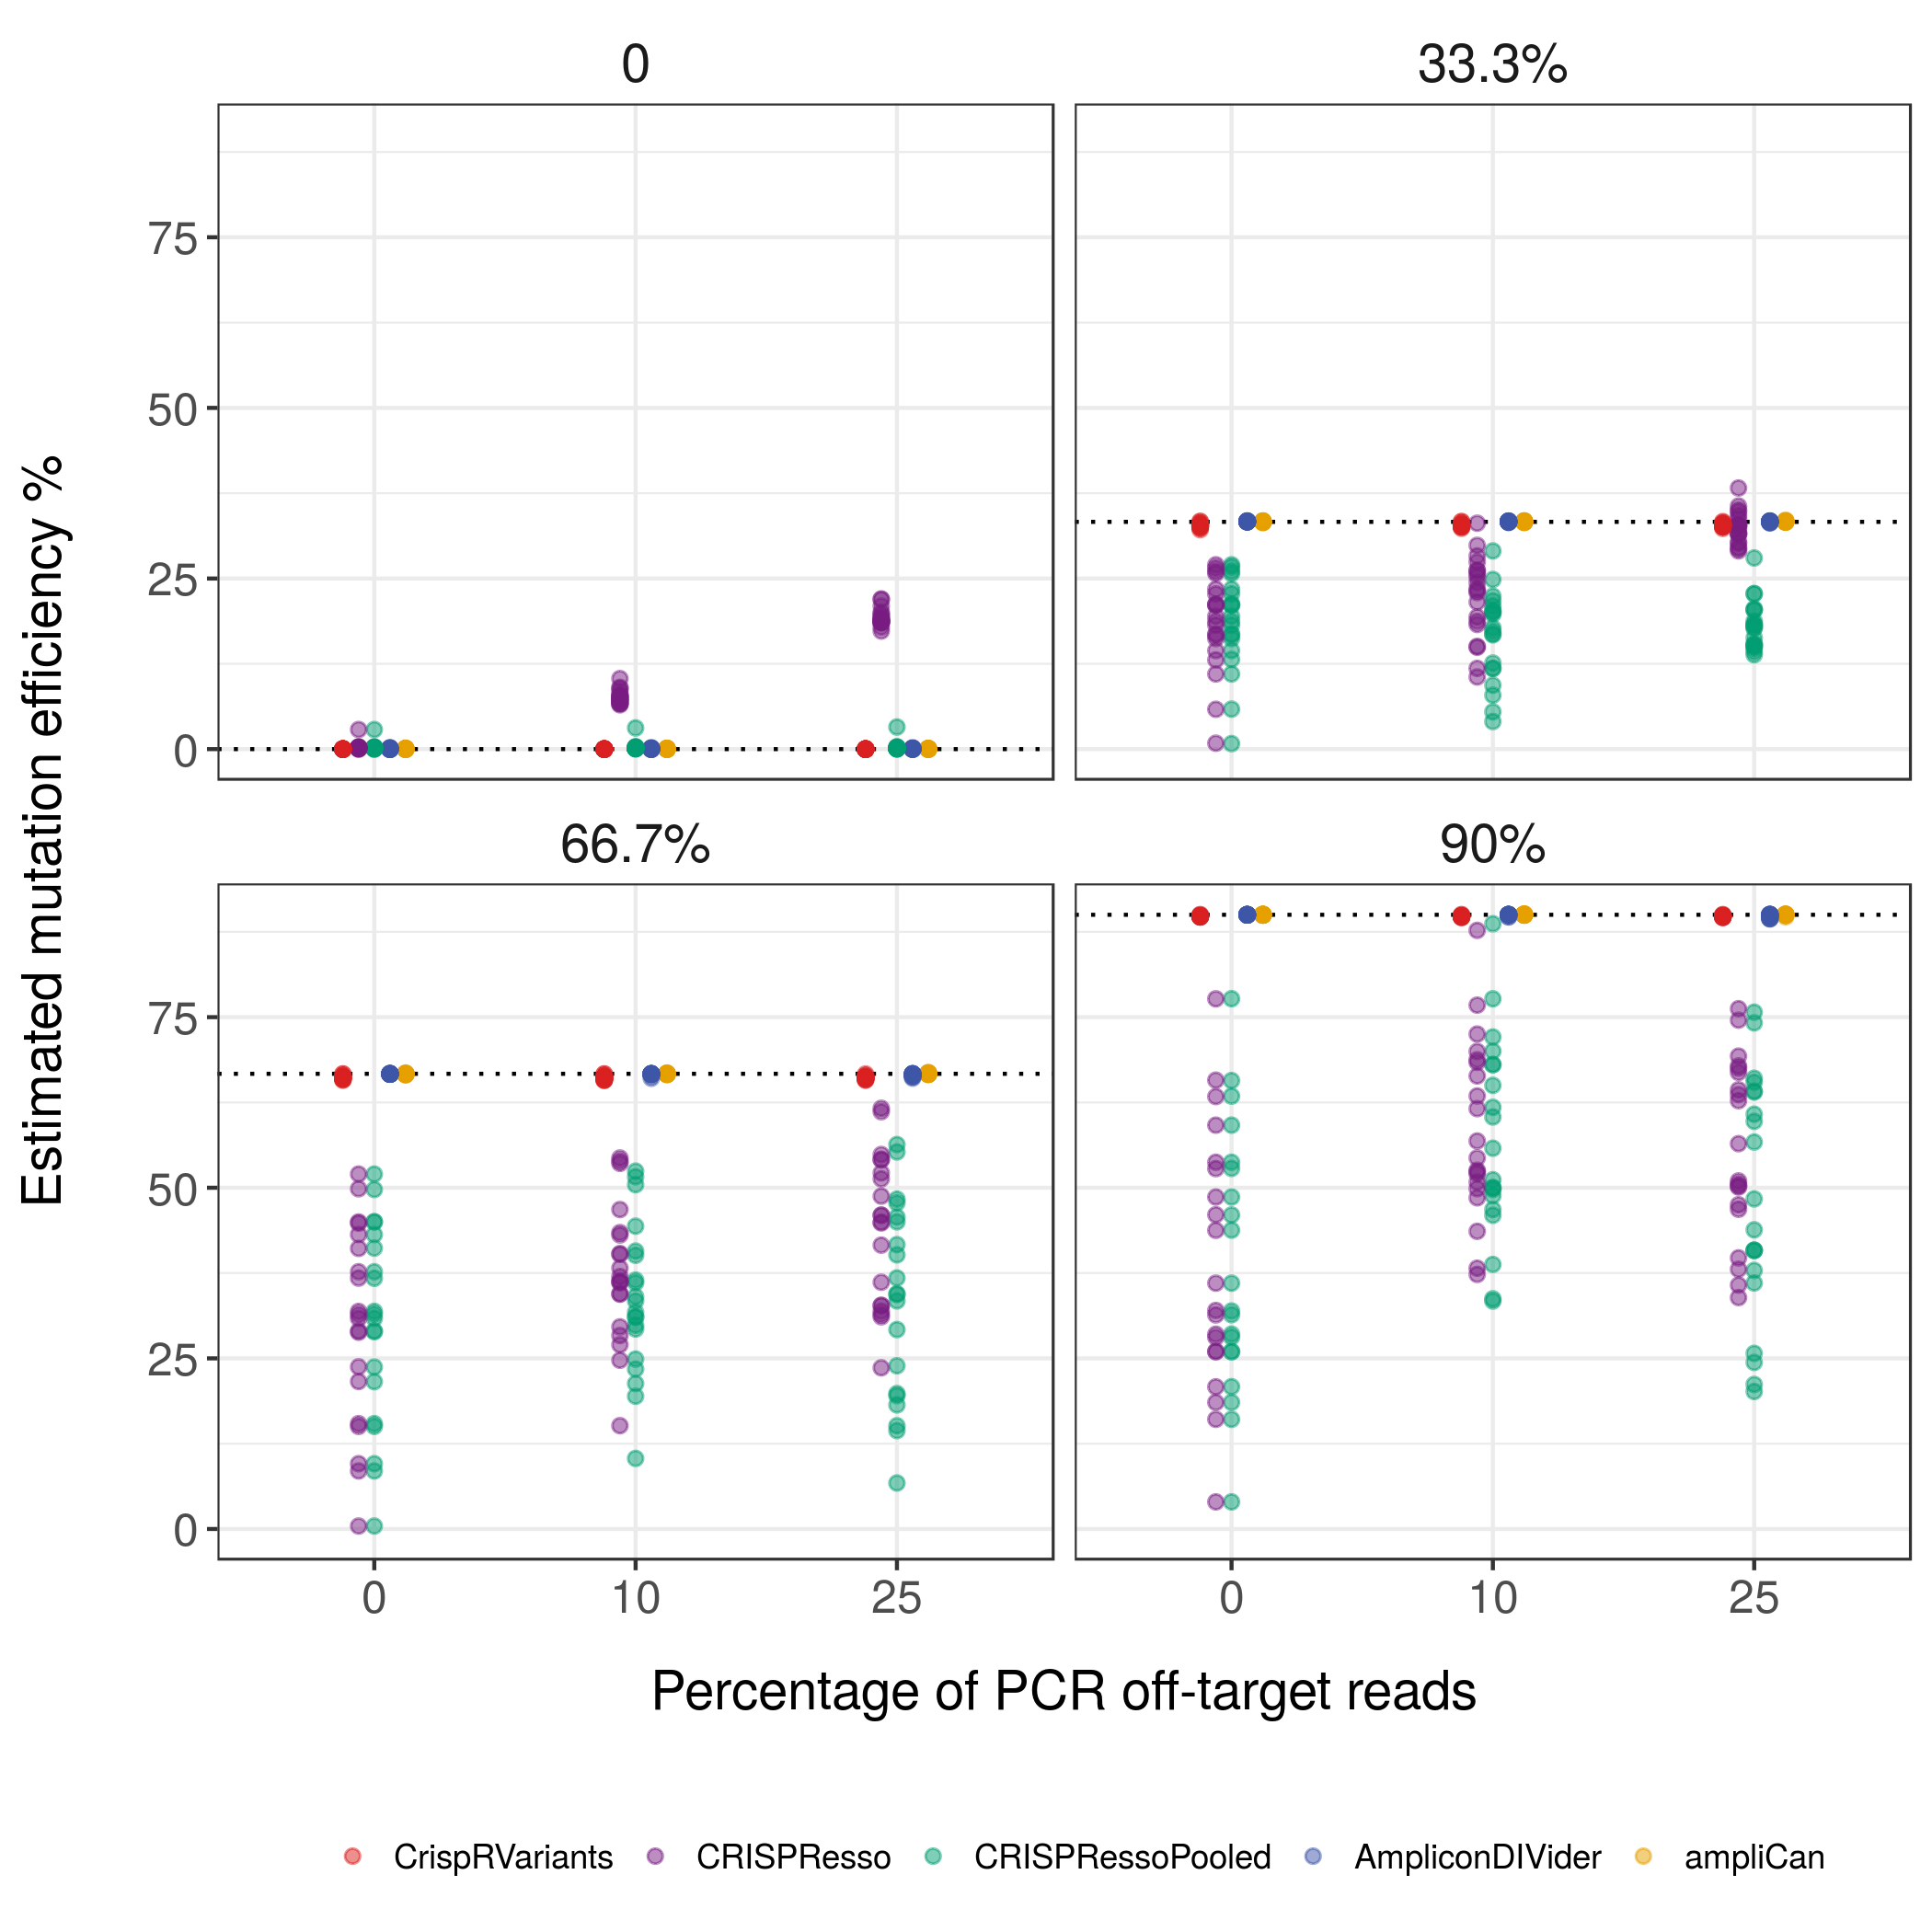 0 33.3%
75
50
25
0
Estimated mutation efficiency %
66.7% 90%
75
50
25
0
0 10 25 0 10 25
Percentage of PCR off-target reads
CrispRVariants CRISPResso CRISPRessoPooled AmpliconDIVider ampliCan